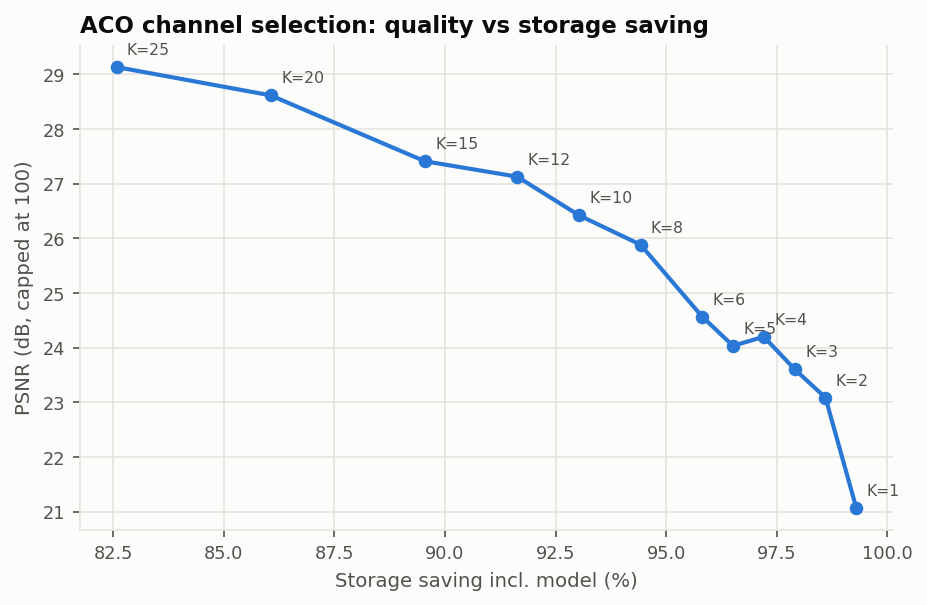 ACO channel selection: quality vs storage saving
K=25
K=20
K=15
K=12
K=10
K=8
K=6
K=5
K=4
K=3
K=2
K=1
29
28
27
26
25
24
23
22
21
PSNR (dB, capped at 100)
82.5 85.0 87.5 90.0 92.5 95.0 97.5 100.0
Storage saving incl. model (%)